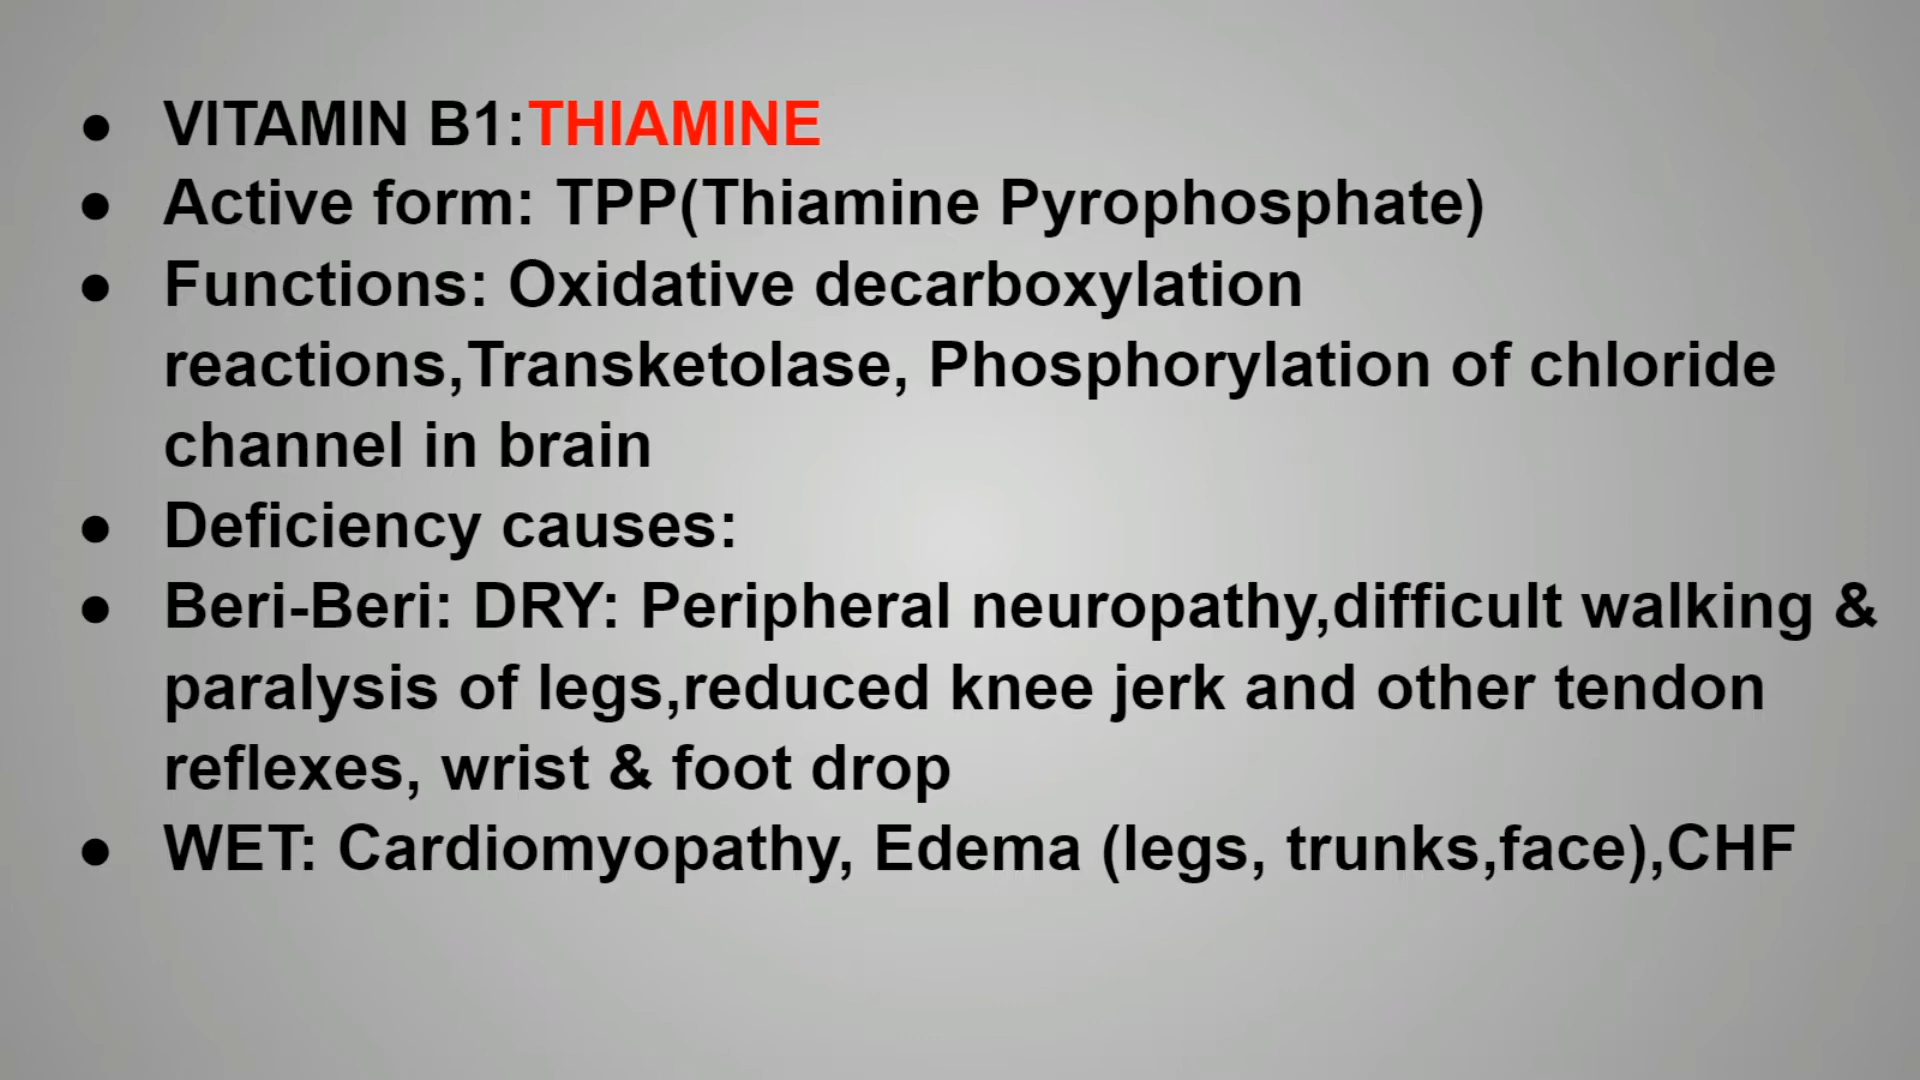 ● VITAMIN B1:THIAMINE
● Active form: TPP(Thiamine Pyrophosphate)
● Functions: Oxidative decarboxylation
reactions,Transketolase, Phosphorylation of chloride
channel in brain
● Deficiency causes:
● Beri-Beri: DRY: Peripheral neuropathy,difficult walking &
paralysis of legs,reduced knee jerk and other tendon
reflexes, wrist & foot drop
● WET: Cardiomyopathy, Edema (legs, trunks,face),CHF